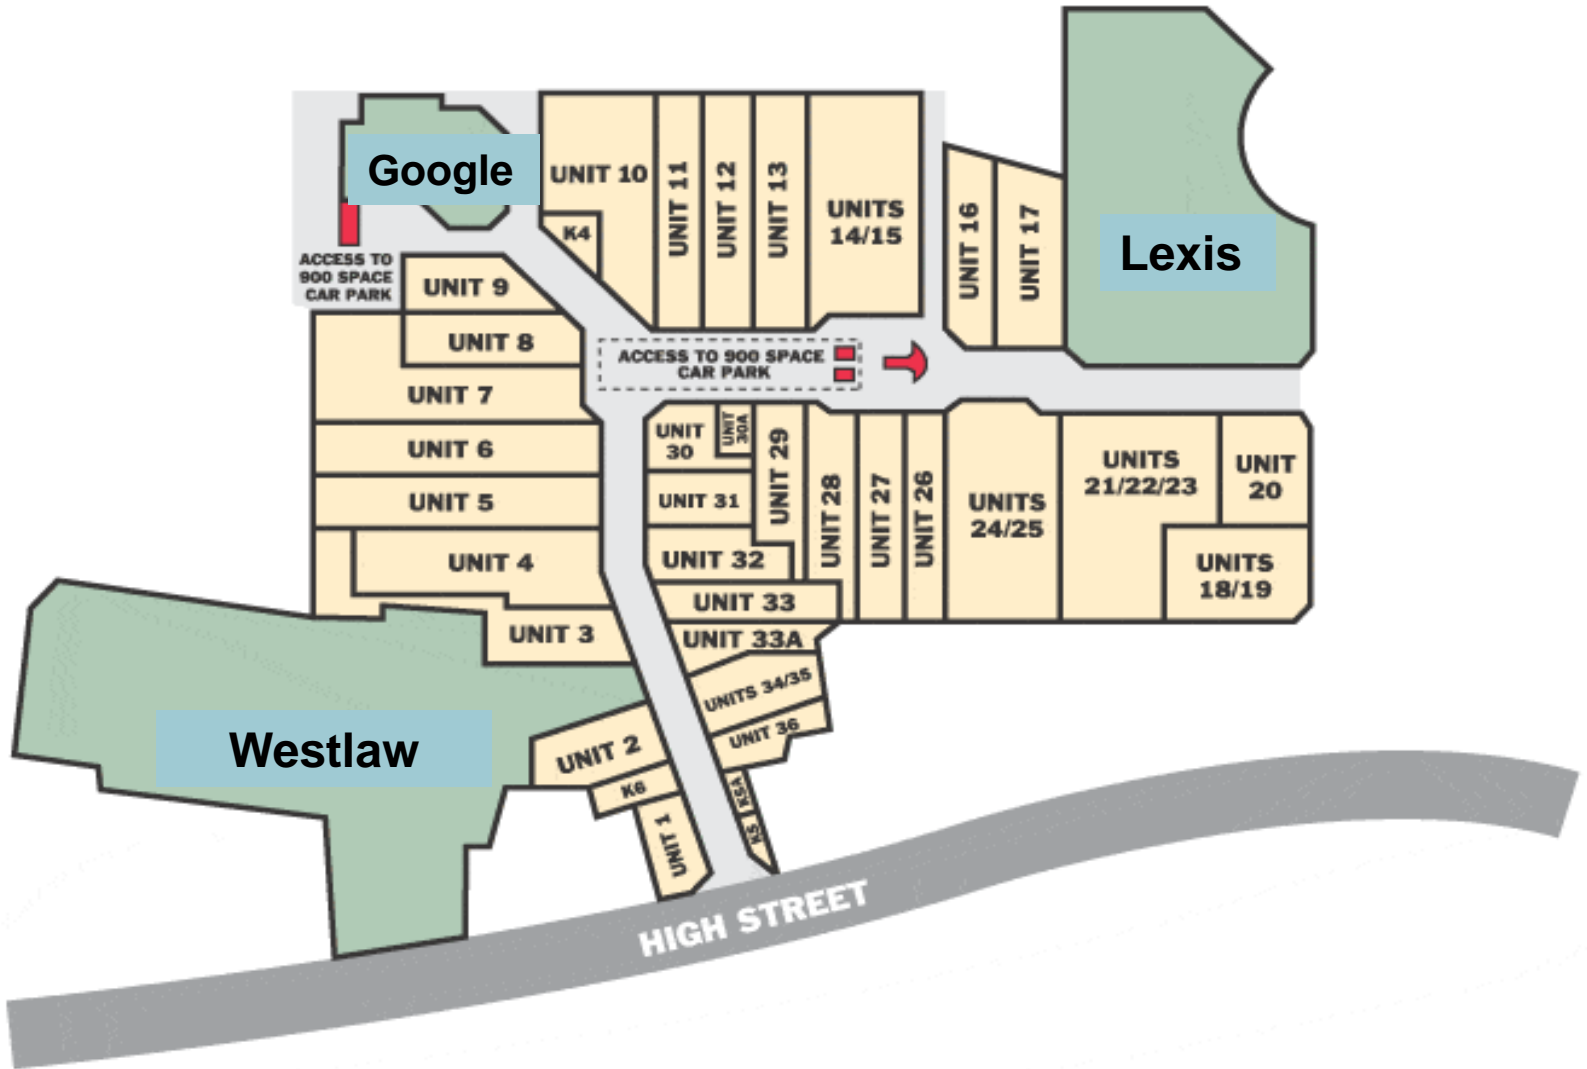 Google
UNIT 10
K4
UNIT 11
UNIT 12
UNIT 13
UNITS
14/15
UNIT 16
UNIT 17
Lexis
ACCESS TO
900 SPACE
CAR PARK
UNIT 9
UNIT 8
UNIT 7
UNIT 6
UNIT 5
UNIT 4
UNIT 3
ACCESS TO 900 SPACE
CAR PARK
UNIT
30
UNIT
30A
UNIT 29
UNIT 28
UNIT 27
UNIT 26
UNITS
24/25
UNITS
21/22/23
UNIT
20
UNITS
18/19
UNIT 31
UNIT 32
UNIT 33
UNIT 33A
UNITS 34/35
UNIT 36
Westlaw
UNIT 2
K6
UNIT 1
K5A
K5
HIGH STREET